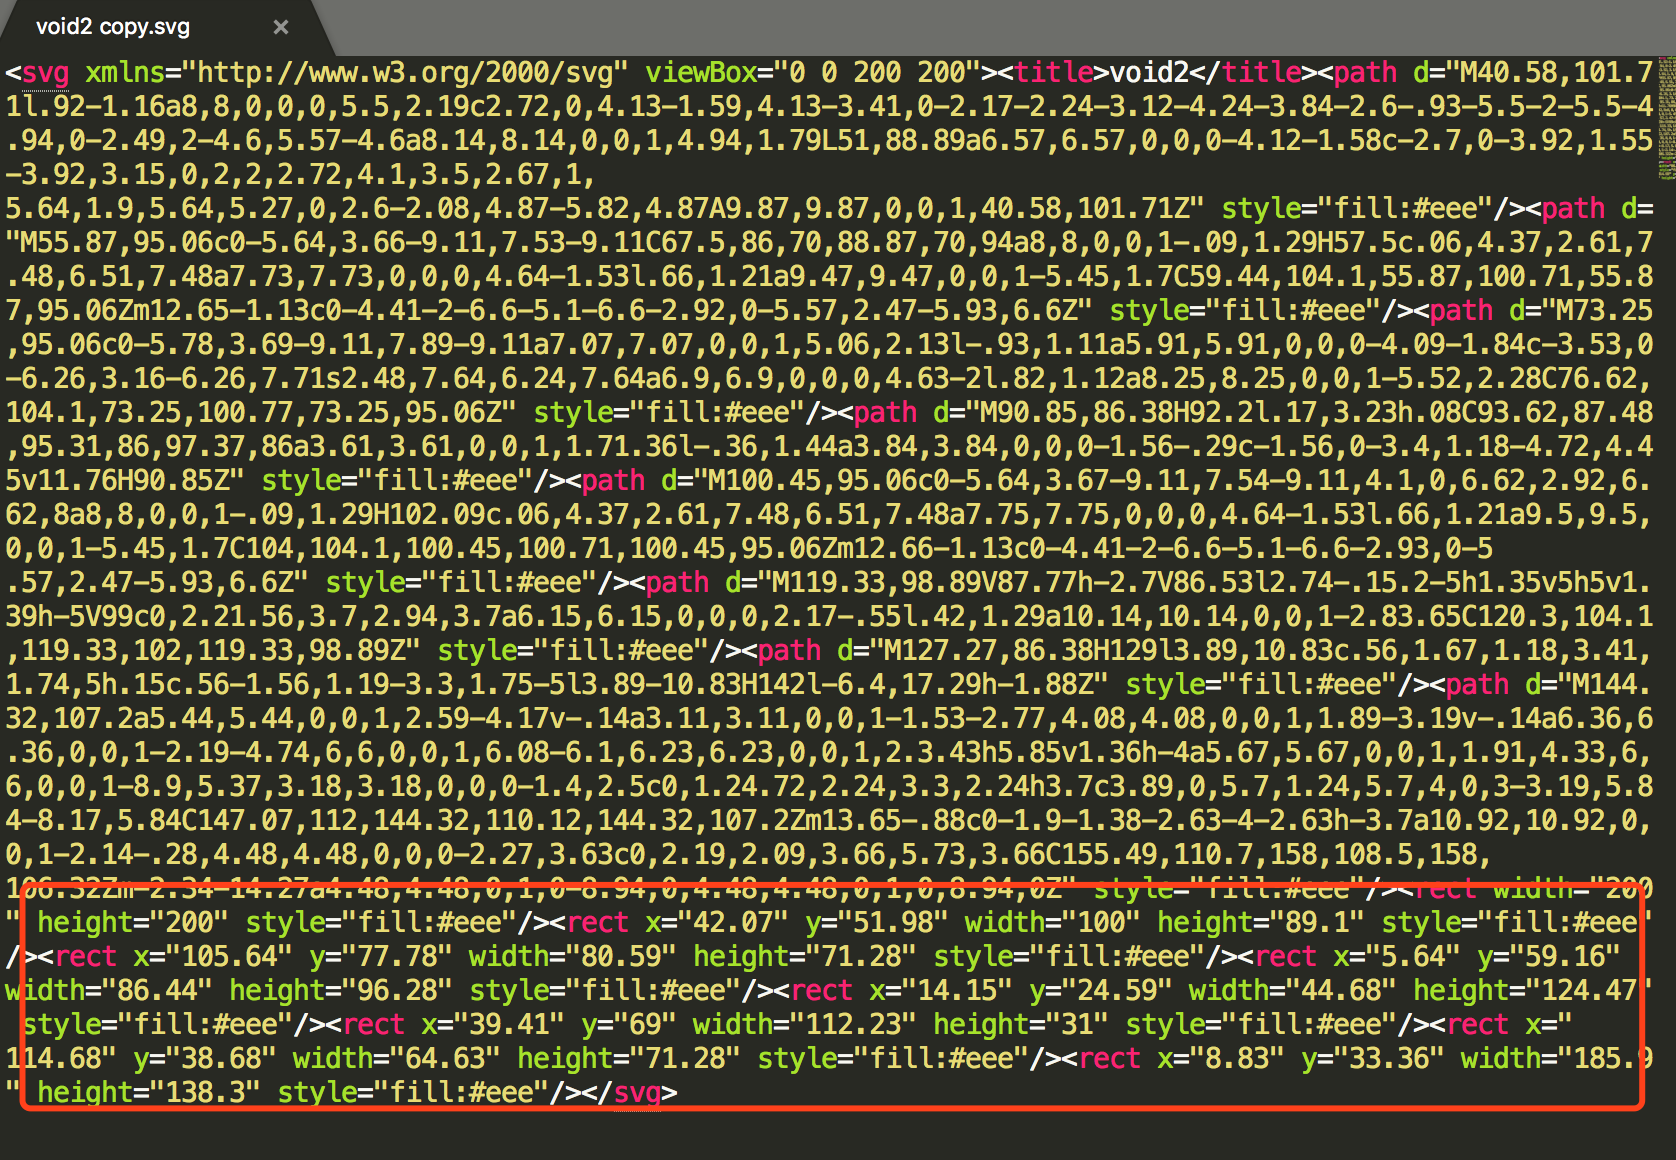 void2 copy.svg ×
<svg xmlns="http://www.w3.org/2000/svg" viewBox="0 0 200 200"><title>void2</title><path d="M40.58,101.7
1l.92-1.16a8,8,0,0,0,5.5,2.19c2.72,0,4.13-1.59,4.13-3.41,0-2.17-2.24-3.12-4.24-3.84-2.6-.93-5.5-2-5.5-4
.94,0-2.49,2-4.6,5.57-4.6a8.14,8.14,0,0,1,4.94,1.79L51,88.89a6.57,6.57,0,0,0-4.12-1.58c-2.7,0-3.92,1.55
-3.92,3.15,0,2,2,2.72,4.1,3.5,2.67,1,
5.64,1.9,5.64,5.27,0,2.6-2.08,4.87-5.82,4.87A9.87,9.87,0,0,1,40.58,101.71Z" style="fill:#eee"/><path d=
"M55.87,95.06c0-5.64,3.66-9.11,7.53-9.11C67.5,86,70,88.87,70,94a8,8,0,0,1-.09,1.29H57.5c.06,4.37,2.61,7
.48,6.51,7.48a7.73,7.73,0,0,0,4.64-1.53l.66,1.21a9.47,9.47,0,0,1-5.45,1.7C59.44,104.1,55.87,100.71,55.8
7,95.06Zm12.65-1.13c0-4.41-2-6.6-5.1-6.6-2.92,0-5.57,2.47-5.93,6.6Z" style="fill:#eee"/><path d="M73.25
,95.06c0-5.78,3.69-9.11,7.89-9.11a7.07,7.07,0,0,1,5.06,2.13l-.93,1.11a5.91,5.91,0,0,0-4.09-1.84c-3.53,0
-6.26,3.16-6.26,7.71s2.48,7.64,6.24,7.64a6.9,6.9,0,0,0,4.63-2l.82,1.12a8.25,8.25,0,0,1-5.52,2.28C76.62,
104.1,73.25,100.77,73.25,95.06Z" style="fill:#eee"/><path d="M90.85,86.38H92.2l.17,3.23h.08C93.62,87.48
,95.31,86,97.37,86a3.61,3.61,0,0,1,1.71.36l-.36,1.44a3.84,3.84,0,0,0-1.56-.29c-1.56,0-3.4,1.18-4.72,4.4
5v11.76H90.85Z" style="fill:#eee"/><path d="M100.45,95.06c0-5.64,3.67-9.11,7.54-9.11,4.1,0,6.62,2.92,6.
62,8a8,8,0,0,1-.09,1.29H102.09c.06,4.37,2.61,7.48,6.51,7.48a7.75,7.75,0,0,0,4.64-1.53l.66,1.21a9.5,9.5,
0,0,1-5.45,1.7C104,104.1,100.45,100.71,100.45,95.06Zm12.66-1.13c0-4.41-2-6.6-5.1-6.6-2.93,0-5
.57,2.47-5.93,6.6Z" style="fill:#eee"/><path d="M119.33,98.89V87.77h-2.7V86.53l2.74-.15.2-5h1.35v5h5v1.
39h-5V99c0,2.21.56,3.7,2.94,3.7a6.15,6.15,0,0,0,2.17-.55l.42,1.29a10.14,10.14,0,0,1-2.83.65C120.3,104.1
,119.33,102,119.33,98.89Z" style="fill:#eee"/><path d="M127.27,86.38H129l3.89,10.83c.56,1.67,1.18,3.41,
1.74,5h.15c.56-1.56,1.19-3.3,1.75-5l3.89-10.83H142l-6.4,17.29h-1.88Z" style="fill:#eee"/><path d="M144.
32,107.2a5.44,5.44,0,0,1,2.59-4.17v-.14a3.11,3.11,0,0,1-1.53-2.77,4.08,4.08,0,0,1,1.89-3.19v-.14a6.36,6
.36,0,0,1-2.19-4.74,6,6,0,0,1,6.08-6.1,6.23,6.23,0,0,1,2.3.43h5.85v1.36h-4a5.67,5.67,0,0,1,1.91,4.33,6,
6,0,0,1-8.9,5.37,3.18,3.18,0,0,0-1.4,2.5c0,1.24.72,2.24,3.3,2.24h3.7c3.89,0,5.7,1.24,5.7,4,0,3-3.19,5.8
4-8.17,5.84C147.07,112,144.32,110.12,144.32,107.2Zm13.65-.88c0-1.9-1.38-2.63-4-2.63h-3.7a10.92,10.92,0,
0,1-2.14-.28,4.48,4.48,0,0,0-2.27,3.63c0,2.19,2.09,3.66,5.73,3.66C155.49,110.7,158,108.5,158,
106.32Zm-2.34-14.27a4.48,4.48,0,1,0-8.94,0,4.48,4.48,0,1,0,8.94,0Z" style="fill:#eee"/><rect width="200
" height="200" style="fill:#eee"/><rect x="42.07" y="51.98" width="100" height="89.1" style="fill:#eee"
/><rect x="105.64" y="77.78" width="80.59" height="71.28" style="fill:#eee"/><rect x="5.64" y="59.16"
width="86.44" height="96.28" style="fill:#eee"/><rect x="14.15" y="24.59" width="44.68" height="124.47"
style="fill:#eee"/><rect x="39.41" y="69" width="112.23" height="31" style="fill:#eee"/><rect x="
114.68" y="38.68" width="64.63" height="71.28" style="fill:#eee"/><rect x="8.83" y="33.36" width="185.9
" height="138.3" style="fill:#eee"/></svg>